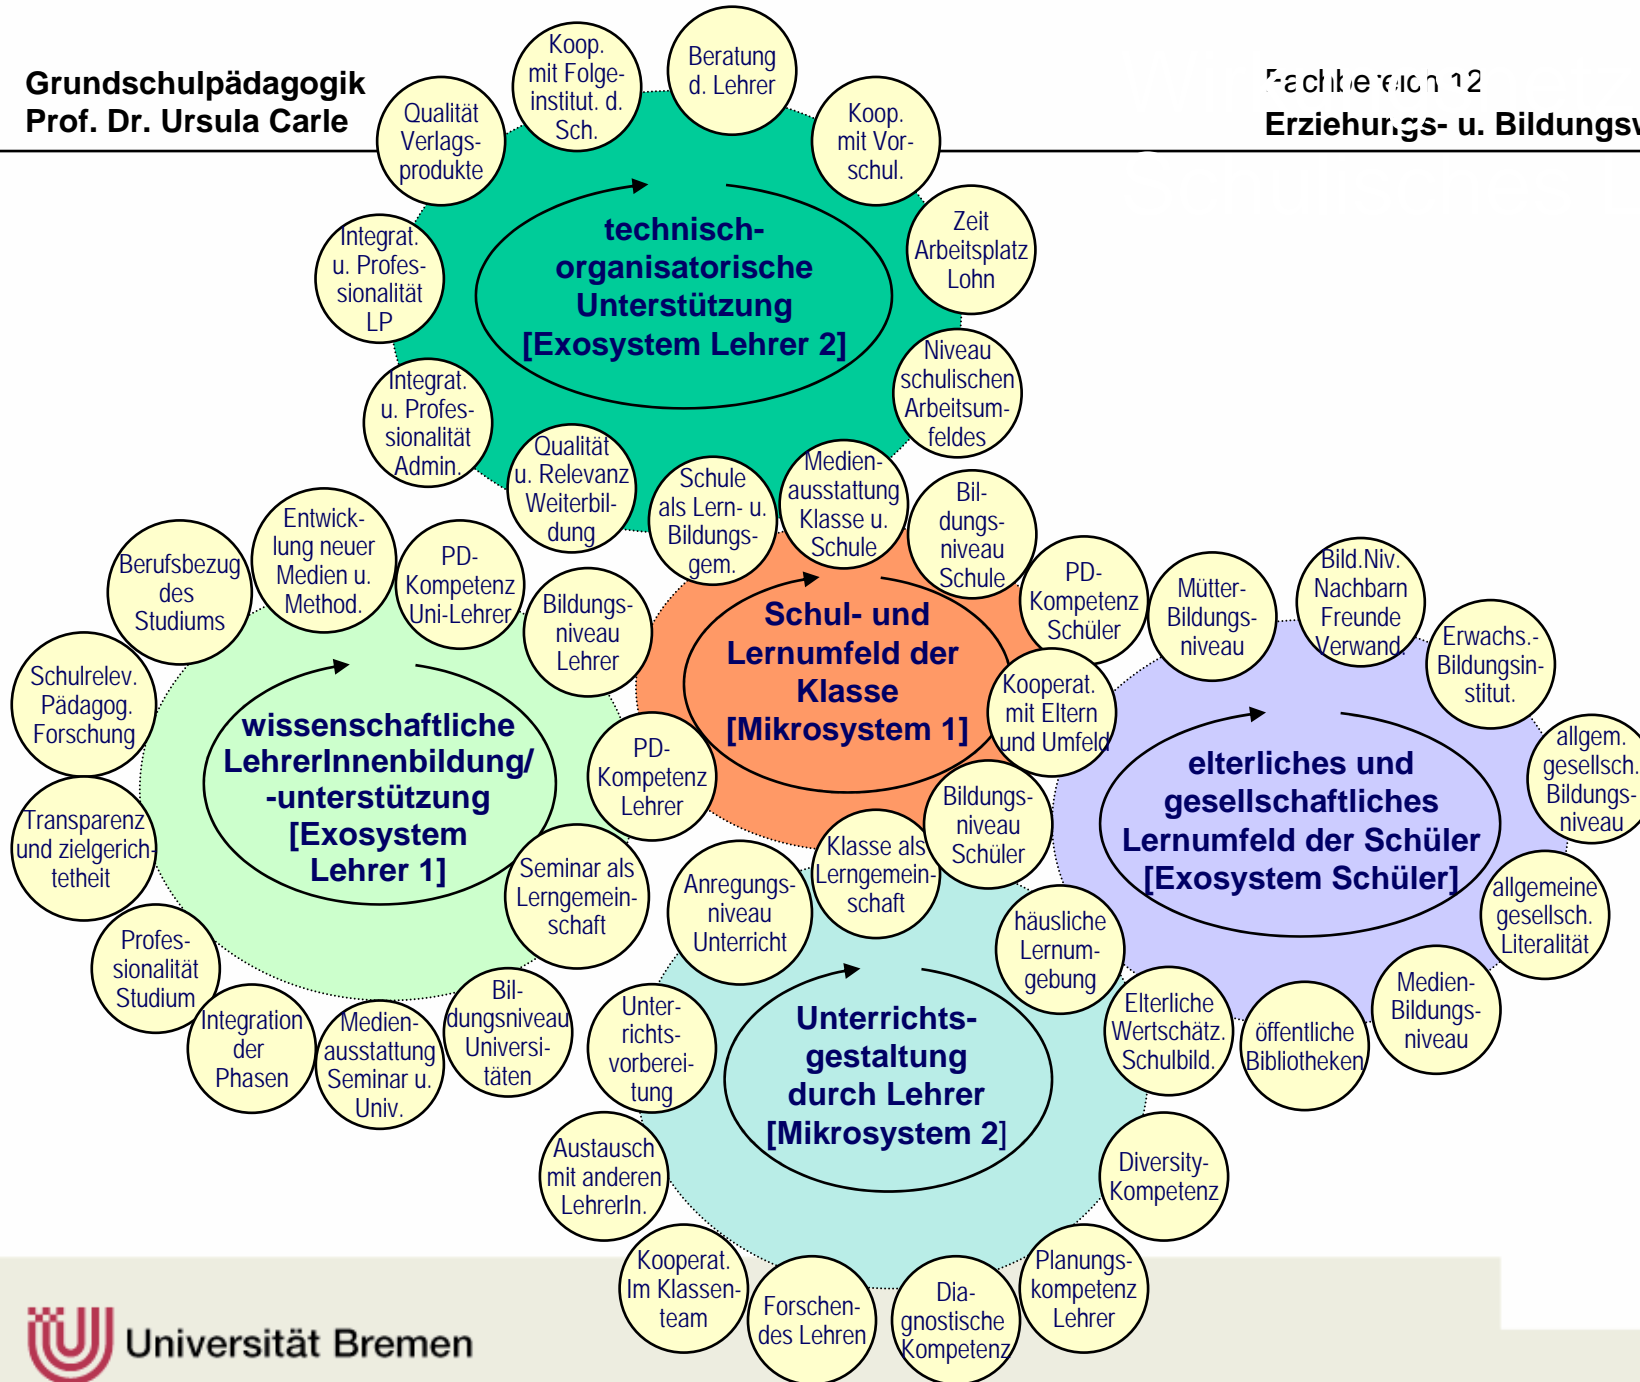 Grundschulpädagogik
Prof. Dr. Ursula Carle
Fachbereich 12
Erziehungs- u. Bildungsw
Koop.
mit Folge-
institut. d.
Sch.
Beratung
d. Lehrer
Qualität
Verlags-
produkte
Koop.
mit Vor-
schul.
Integrat.
u. Profes-
sionalität
LP
Zeit
Arbeitsplatz
Lohn
technisch-
organisatorische
Unterstützung
[Exosystem Lehrer 2]
Integrat.
u. Profes-
sionalität
Admin.
Niveau
schulischen
Arbeitsum-
feldes
Qualität
u. Relevanz
Weiterbil-
dung
Schule
als Lern- u.
Bildungs-
gem.
Medien-
ausstattung
Klasse u.
Schule
Bil-
dungs-
niveau
Schule
PD-
Kompetenz
Schüler
Schul- und
Lernumfeld der
Klasse
[Mikrosystem 1]
Kooperat.
mit Eltern
und Umfeld
Bildungs-
niveau
Schüler
Klasse als
Lerngemein-
schaft
Berufsbezug
des
Studiums
Entwick-
lung neuer
Medien u.
Method.
PD-
Kompetenz
Uni-Lehrer
Bildungs-
niveau
Lehrer
PD-
Kompetenz
Lehrer
Schulrelev.
Pädagog.
Forschung
wissenschaftliche
LehrerInnenbildung/
-unterstützung
[Exosystem
Lehrer 1]
Transparenz
und zielgerich-
tetheit
Seminar als
Lerngemein-
schaft
Profes-
sionalität
Studium
Integration
der
Phasen
Medien-
ausstattung
Seminar u.
Univ.
Bil-
dungsniveau
Universi-
täten
Mütter-
Bildungs-
niveau
Bild.Niv.
Nachbarn
Freunde
Verwand.
Erwachs.-
Bildungsin-
stitut.
allgem.
gesellsch.
Bildungs-
niveau
elterliches und
gesellschaftliches
Lernumfeld der Schüler
[Exosystem Schüler]
allgemeine
gesellsch.
Literalität
Medien-
Bildungs-
niveau
öffentliche
Bibliotheken
Elterliche
Wertschätz.
Schulbild.
häusliche
Lernum-
gebung
Anregungs-
niveau
Unterricht
Unter-
richts-
vorberei-
tung
Unterrichts-
gestaltung
durch Lehrer
[Mikrosystem 2]
Austausch
mit anderen
LehrerIn.
Diversity-
Kompetenz
Kooperat.
Im Klassen-
team
Forschen-
des Lehren
Dia-
gnostische
Kompetenz
Planungs-
kompetenz
Lehrer
Universität Bremen